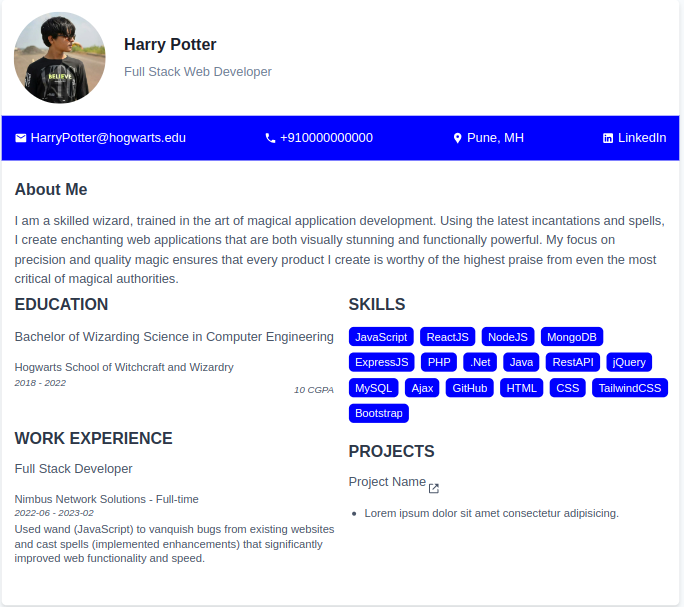 Harry Potter
Full Stack Web Developer
BELIEVE
HarryPotter@hogwarts.edu
+910000000000
Pune, MH
LinkedIn
About Me
I am a skilled wizard, trained in the art of magical application development. Using the latest incantations and spells,
I create enchanting web applications that are both visually stunning and functionally powerful. My focus on
precision and quality magic ensures that every product I create is worthy of the highest praise from even the most
critical of magical authorities.
EDUCATION
Bachelor of Wizarding Science in Computer Engineering
Hogwarts School of Witchcraft and Wizardry
2018 - 2022
10 CGPA
WORK EXPERIENCE
Full Stack Developer
Nimbus Network Solutions - Full-time
2022-06 - 2023-02
Used wand (JavaScript) to vanquish bugs from existing websites
and cast spells (implemented enhancements) that significantly
improved web functionality and speed.
SKILLS
JavaScript ReactJS NodeJS MongoDB
ExpressJS PHP .Net Java RestAPI jQuery
MySQL Ajax GitHub HTML CSS TailwindCSS
Bootstrap
PROJECTS
Project Name
• Lorem ipsum dolor sit amet consectetur adipisicing.